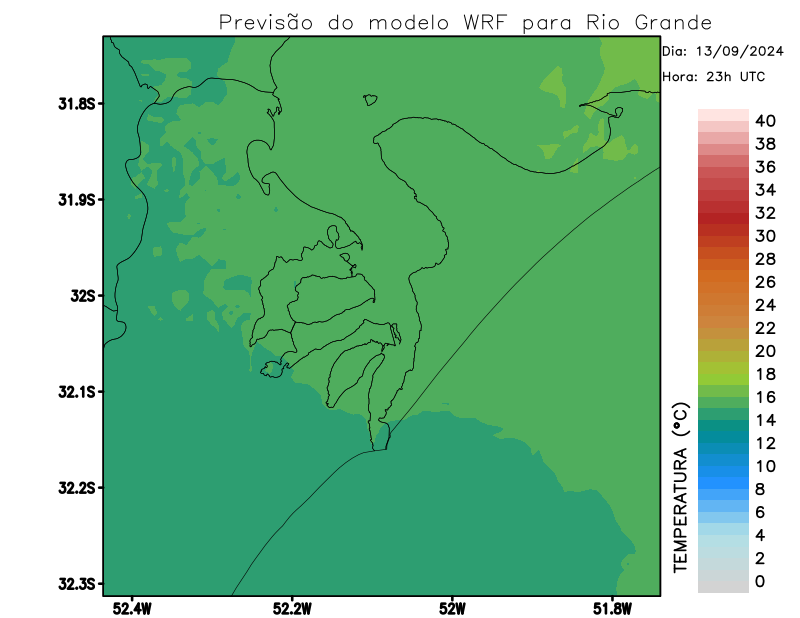 Previsão do modelo WRF para Rio Grande
Dia: 13/09/2024
Hora: 23h UTC
31.8S
31.9S
32S
32.1S
32.2S
32.3S
52.4W
52.2W
52W
51.8W
TEMPERATURA (°C)
40
38
36
34
32
30
28
26
24
22
20
18
16
14
12
10
8
6
4
2
0